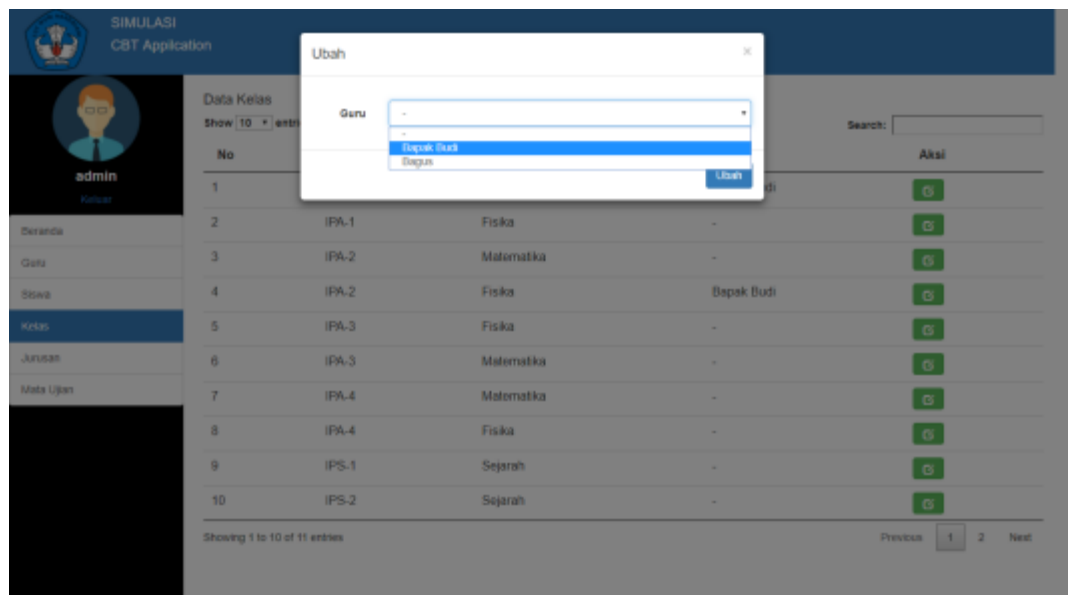 SIMULASI
CBT Application
Ubah ×
Data Kelas
Show 10 entri
Guru -
-
Bapak Budi
Bagus
Ubah
Search:
No Aksi
admin
Keluar
Beranda
Guru
Siswa
Kelas
Jurusan
Mata Ujian
1 di
2 IPA-1 Fisika -
3 IPA-2 Matematika -
4 IPA-2 Fisika Bapak Budi
5 IPA-3 Fisika -
6 IPA-3 Matematika -
7 IPA-4 Matematika -
8 IPA-4 Fisika -
9 IPS-1 Sejarah -
10 IPS-2 Sejarah -
Showing 1 to 10 of 11 entries
Previous 1 2 Next